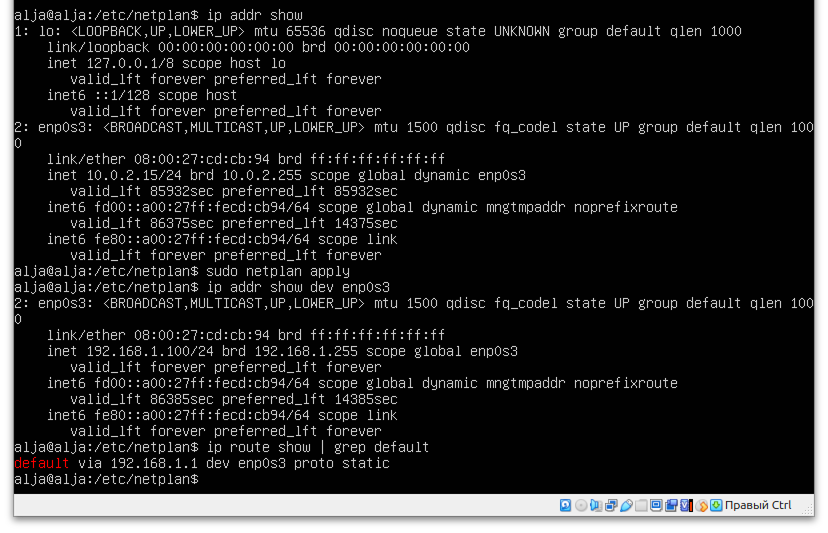 alja@alja:/etc/netplan$ ip addr show
1: lo: <LOOPBACK,UP,LOWER_UP> mtu 65536 qdisc noqueue state UNKNOWN group default qlen 1000
    link/loopback 00:00:00:00:00:00 brd 00:00:00:00:00:00
    inet 127.0.0.1/8 scope host lo
       valid_lft forever preferred_lft forever
    inet6 ::1/128 scope host
       valid_lft forever preferred_lft forever
2: enp0s3: <BROADCAST,MULTICAST,UP,LOWER_UP> mtu 1500 qdisc fq_codel state UP group default qlen 100
0
    link/ether 08:00:27:cd:cb:94 brd ff:ff:ff:ff:ff:ff
    inet 10.0.2.15/24 brd 10.0.2.255 scope global dynamic enp0s3
       valid_lft 85932sec preferred_lft 85932sec
    inet6 fd00::a00:27ff:fecd:cb94/64 scope global dynamic mngtmpaddr noprefixroute
       valid_lft 86375sec preferred_lft 14375sec
    inet6 fe80::a00:27ff:fecd:cb94/64 scope link
       valid_lft forever preferred_lft forever
alja@alja:/etc/netplan$ sudo netplan apply
alja@alja:/etc/netplan$ ip addr show dev enp0s3
2: enp0s3: <BROADCAST,MULTICAST,UP,LOWER_UP> mtu 1500 qdisc fq_codel state UP group default qlen 100
0
    link/ether 08:00:27:cd:cb:94 brd ff:ff:ff:ff:ff:ff
    inet 192.168.1.100/24 brd 192.168.1.255 scope global enp0s3
       valid_lft forever preferred_lft forever
    inet6 fd00::a00:27ff:fecd:cb94/64 scope global dynamic mngtmpaddr noprefixroute
       valid_lft 86385sec preferred_lft 14385sec
    inet6 fe80::a00:27ff:fecd:cb94/64 scope link
       valid_lft forever preferred_lft forever
alja@alja:/etc/netplan$ ip route show | grep default
default via 192.168.1.1 dev enp0s3 proto static
alja@alja:/etc/netplan$
Правый Ctrl